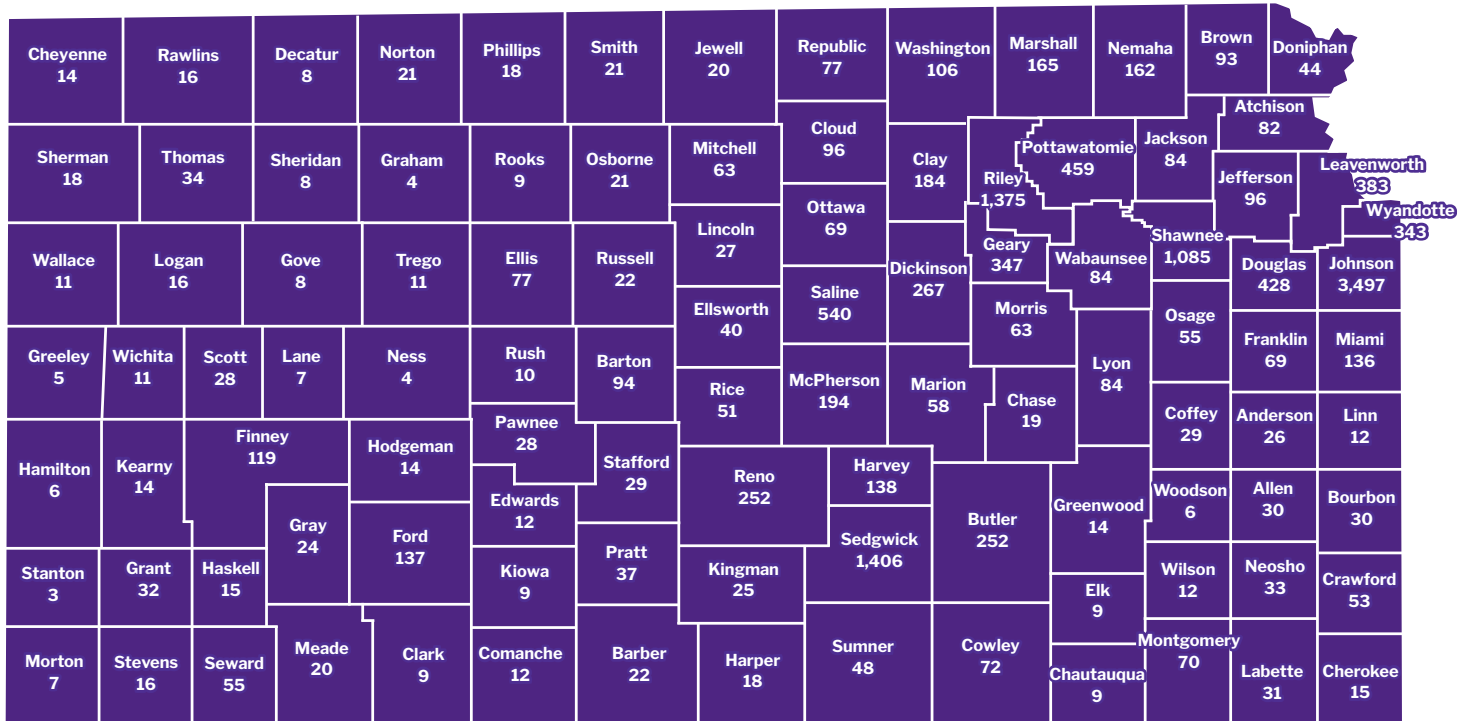 Cheyenne
14
Rawlins
16
Decatur
8
Norton
21
Phillips
18
Smith
21
Jewell
20
Republic
77
Washington
106
Marshall
165
Nemaha
162
Brown
93
Doniphan
44
Sherman
18
Thomas
34
Sheridan
8
Graham
4
Rooks
9
Osborne
21
Mitchell
63
Cloud
96
Clay
184
Riley
1,375
Pottawatomie
459
Jackson
84
Atchison
82
Jefferson
96
Leavenworth
383
Wyandotte
343
Lincoln
27
Ottawa
69
Wallace
11
Logan
16
Gove
8
Trego
11
Ellis
77
Russell
22
Ellsworth
40
Saline
540
Dickinson
267
Geary
347
Wabaunsee
84
Shawnee
1,085
Douglas
428
Johnson
3,497
Morris
63
Osage
55
Franklin
69
Miami
136
Greeley
5
Wichita
11
Scott
28
Lane
7
Ness
4
Rush
10
Barton
94
Rice
51
McPherson
194
Marion
58
Chase
19
Lyon
84
Coffey
29
Anderson
26
Linn
12
Hamilton
6
Kearny
14
Finney
119
Hodgeman
14
Pawnee
28
Stafford
29
Reno
252
Harvey
138
Edwards
12
Gray
24
Ford
137
Pratt
37
Sedgwick
1,406
Butler
252
Greenwood
14
Woodson
6
Allen
30
Bourbon
30
Stanton
3
Grant
32
Haskell
15
Kiowa
9
Kingman
25
Elk
9
Wilson
12
Neosho
33
Crawford
53
Morton
7
Stevens
16
Seward
55
Meade
20
Clark
9
Comanche
12
Barber
22
Harper
18
Sumner
48
Cowley
72
Chautauqua
9
Montgomery
70
Labette
31
Cherokee
15